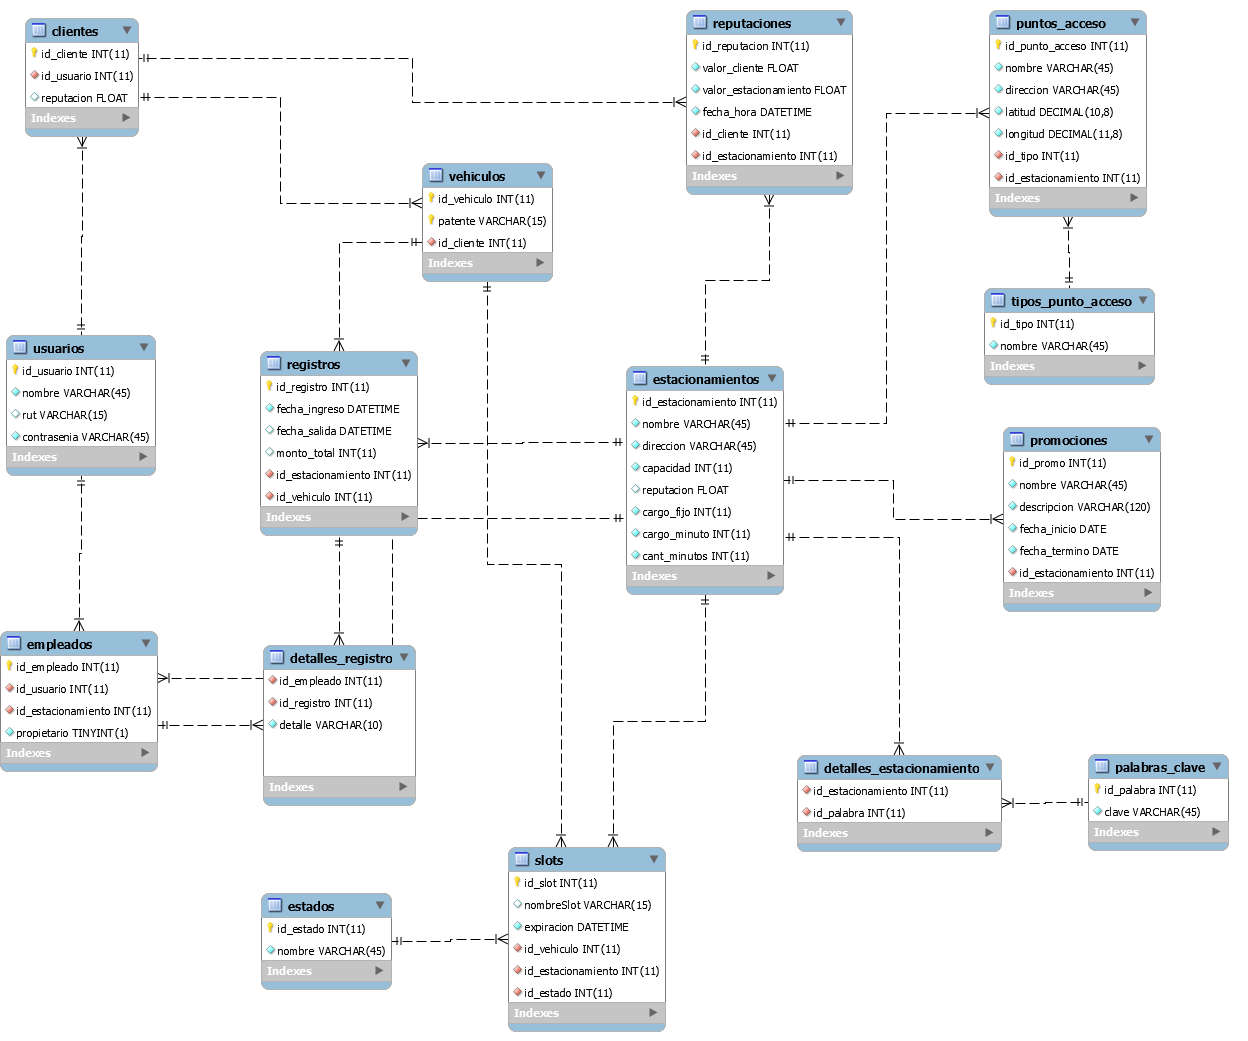 clientes
id_cliente INT(11)
id_usuario INT(11)
reputacion FLOAT
Indexes
reputaciones
id_reputacion INT(11)
valor_cliente FLOAT
valor_estacionamiento FLOAT
fecha_hora DATETIME
id_cliente INT(11)
id_estacionamiento INT(11)
Indexes
puntos_acceso
id_punto_acceso INT(11)
nombre VARCHAR(45)
direccion VARCHAR(45)
latitud DECIMAL(10,8)
longitud DECIMAL(11,8)
id_tipo INT(11)
id_estacionamiento INT(11)
Indexes
vehiculos
id_vehiculo INT(11)
patente VARCHAR(15)
id_cliente INT(11)
Indexes
tipos_punto_acceso
id_tipo INT(11)
nombre VARCHAR(45)
Indexes
usuarios
id_usuario INT(11)
nombre VARCHAR(45)
rut VARCHAR(15)
contrasenia VARCHAR(45)
Indexes
registros
id_registro INT(11)
fecha_ingreso DATETIME
fecha_salida DATETIME
monto_total INT(11)
id_estacionamiento INT(11)
id_vehiculo INT(11)
Indexes
estacionamientos
id_estacionamiento INT(11)
nombre VARCHAR(45)
direccion VARCHAR(45)
capacidad INT(11)
reputacion FLOAT
cargo_fijo INT(11)
cargo_minuto INT(11)
cant_minutos INT(11)
Indexes
promociones
id_promo INT(11)
nombre VARCHAR(45)
descripcion VARCHAR(120)
fecha_inicio DATE
fecha_termino DATE
id_estacionamiento INT(11)
Indexes
empleados
id_empleado INT(11)
id_usuario INT(11)
id_estacionamiento INT(11)
propietario TINYINT(1)
Indexes
detalles_registro
id_empleado INT(11)
id_registro INT(11)
detalle VARCHAR(10)
Indexes
detalles_estacionamiento
id_estacionamiento INT(11)
id_palabra INT(11)
Indexes
palabras_clave
id_palabra INT(11)
clave VARCHAR(45)
Indexes
slots
id_slot INT(11)
nombreSlot VARCHAR(15)
expiracion DATETIME
id_vehiculo INT(11)
id_estacionamiento INT(11)
id_estado INT(11)
Indexes
estados
id_estado INT(11)
nombre VARCHAR(45)
Indexes